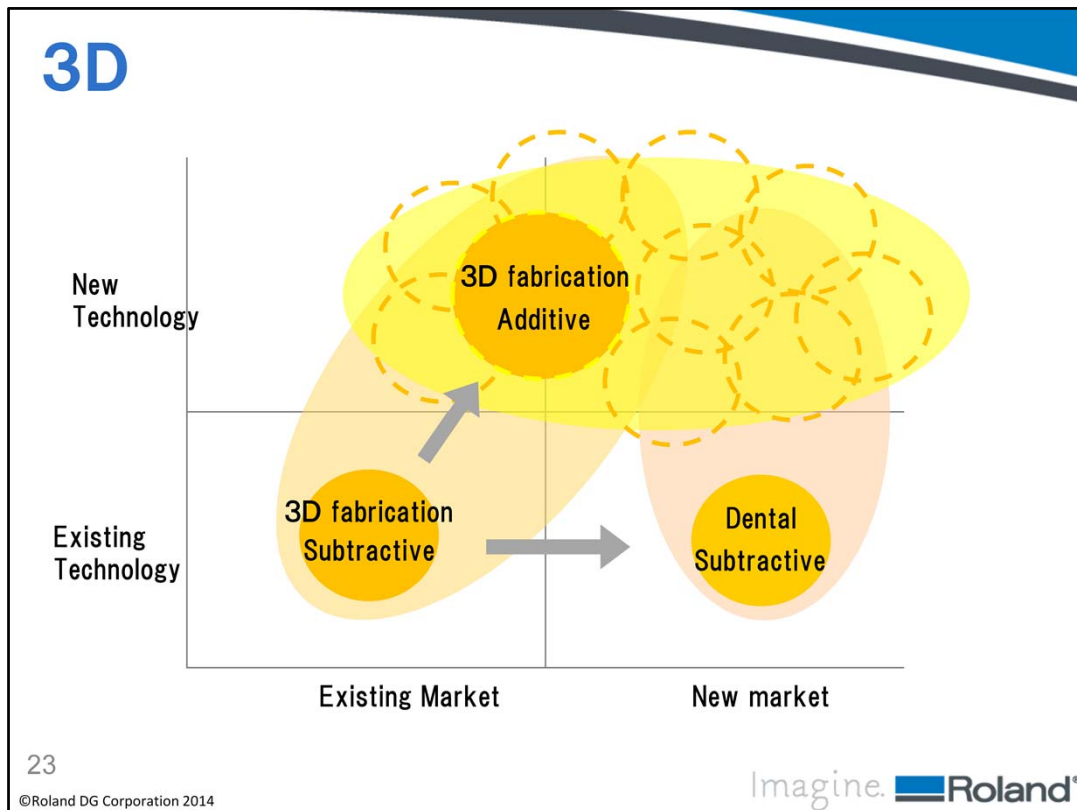 3D
New
Technology
3D fabrication
Additive
3D fabrication
Subtractive
Dental
Subtractive
Existing
Technology
Existing Market
New market
23
©Roland DG Corporation 2014
Imagine. Roland®